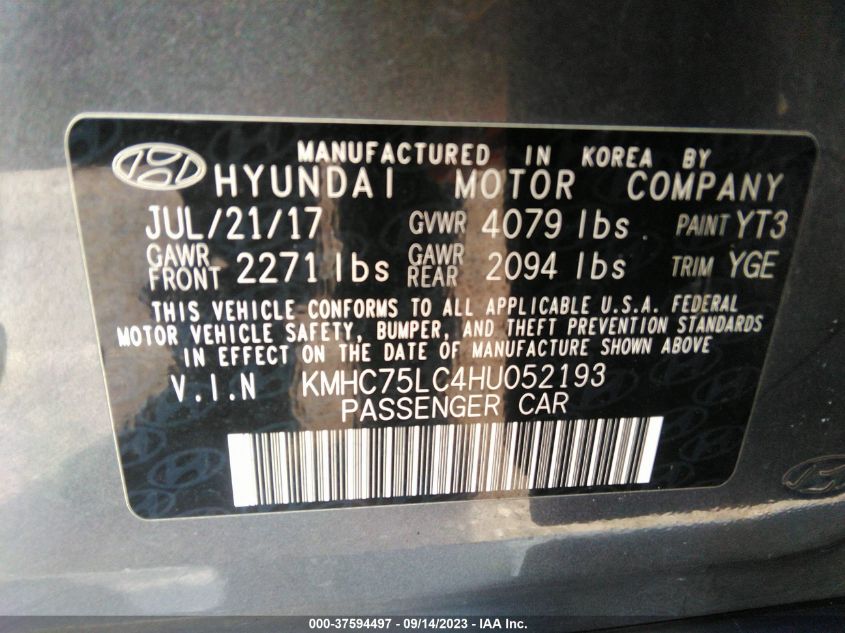 MANUFACTURED IN KOREA BY
HYUNDAI MOTOR COMPANY
JUL/21/17 GVWR 4079 lbs. PAINT YT3
GAWR FRONT 2271 lbs GAWR REAR 2094 lbs TRIM YGE
THIS VEHICLE CONFORMS TO ALL APPLICABLE U.S.A. FEDERAL
MOTOR VEHICLE SAFETY, BUMPER, AND THEFT PREVENTION STANDARDS
IN EFFECT ON THE DATE OF MANUFACTURE SHOWN ABOVE
V.I.N KMHC75LC4HU052193
PASSENGER CAR
000-37594497 - 09/14/2023 - IAA Inc.